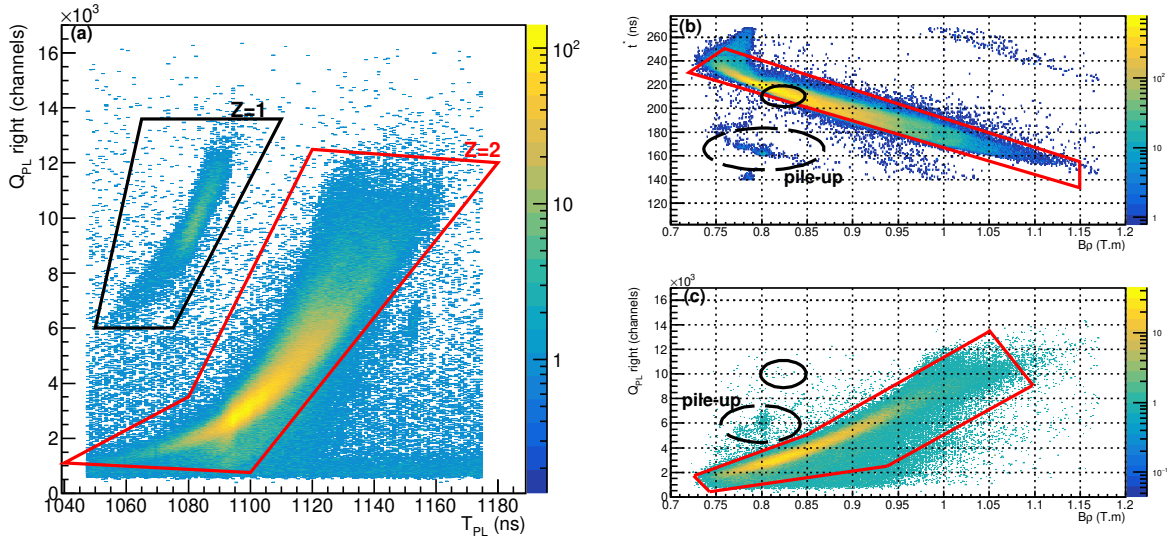 ×10³
(a)
16
14
12
10
8
6
4
2
0
Q_PL right (channels)
Z=1
Z=2
1040 1060 1080 1100 1120 1140 1160 1180
T_PL (ns)
10²
10
1
(b)
t* (ns)
260
240
220
200
180
160
140
120
pile-up
0.7 0.75 0.8 0.85 0.9 0.95 1 1.05 1.1 1.15 1.2
Bρ (T.m)
10²
10
1
×10³
(c)
Q_PL right (channels)
16
14
12
10
8
6
4
2
0
pile-up
0.7 0.75 0.8 0.85 0.9 0.95 1 1.05 1.1 1.15 1.2
Bρ (T.m)
10
1
10⁻¹